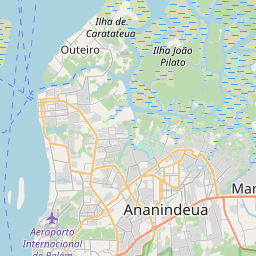 Ilha de
Caratateua
Outeiro
Ilha João
Pilato
Mar
Ananindeua
Aeroporto
Internacional
de Belém